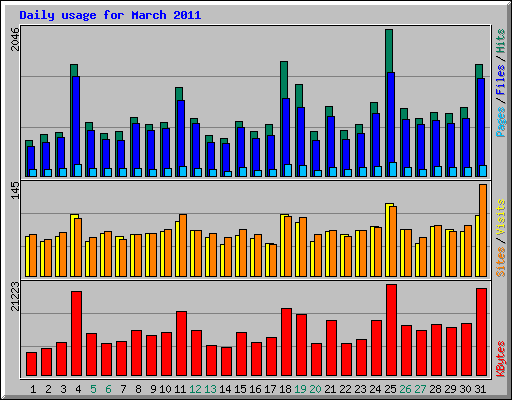 Daily usage for March 2011
2046
Pages / Files / Hits
145
Sites / Visits
21223
KBytes
1 2 3 4 5 6 7 8 9 10 11 12 13 14 15 16 17 18 19 20 21 22 23 24 25 26 27 28 29 30 31